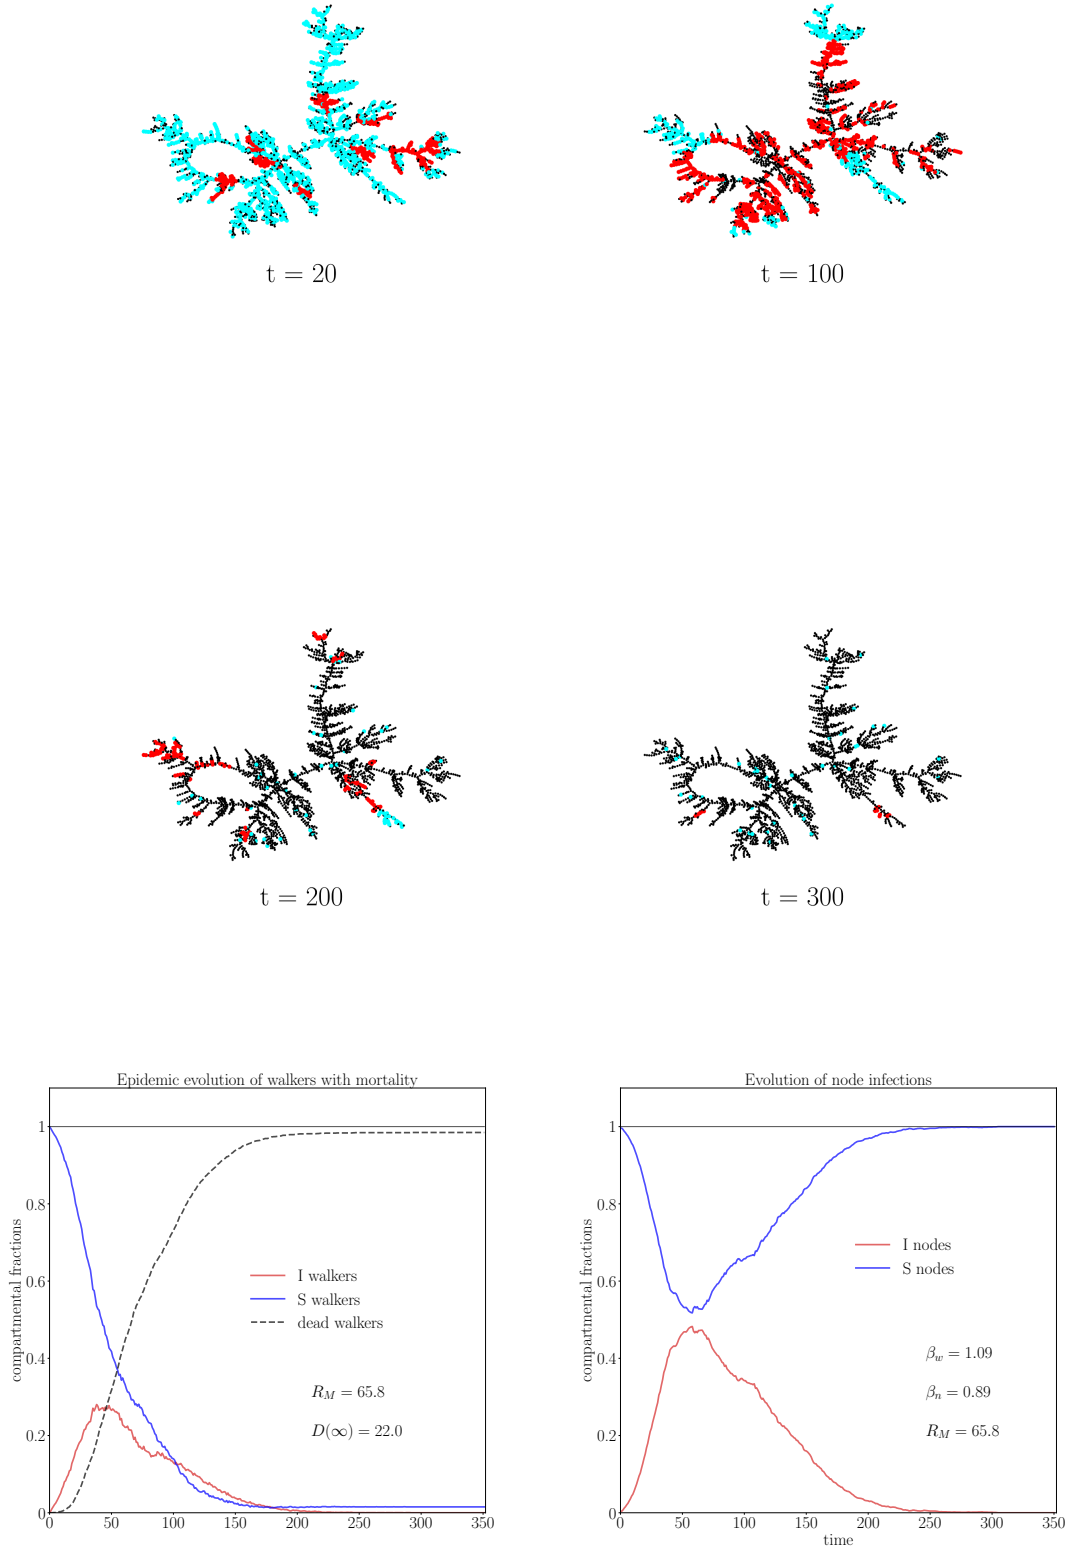 t = 20
t = 100
t = 200
t = 300
Epidemic evolution of walkers with mortality
compartmental fractions
1
0.8
0.6
0.4
0.2
0
0 50 100 150 200 250 300 350
I walkers
S walkers
dead walkers
R_M = 65.8
D(∞) = 22.0
Evolution of node infections
compartmental fractions
1
0.8
0.6
0.4
0.2
0
0 50 100 150 200 250 300 350
time
I nodes
S nodes
β_w = 1.09
β_n = 0.89
R_M = 65.8